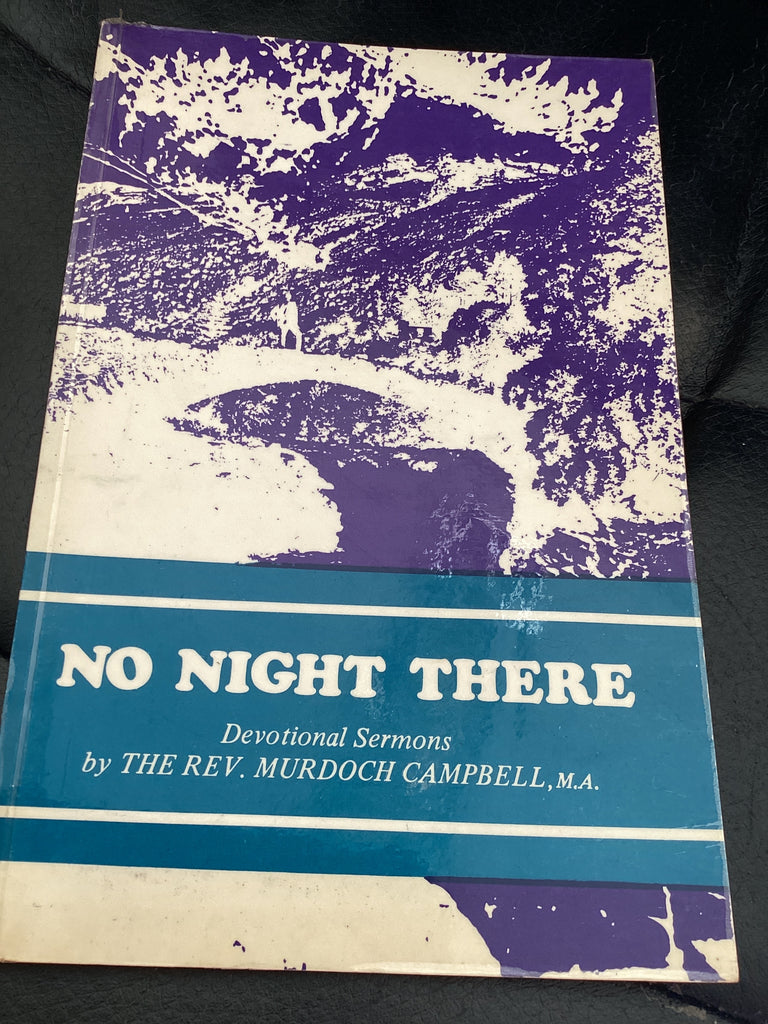 NO NIGHT THERE
Devotional Sermons
by THE REV. MURDOCH CAMPBELL, M.A.